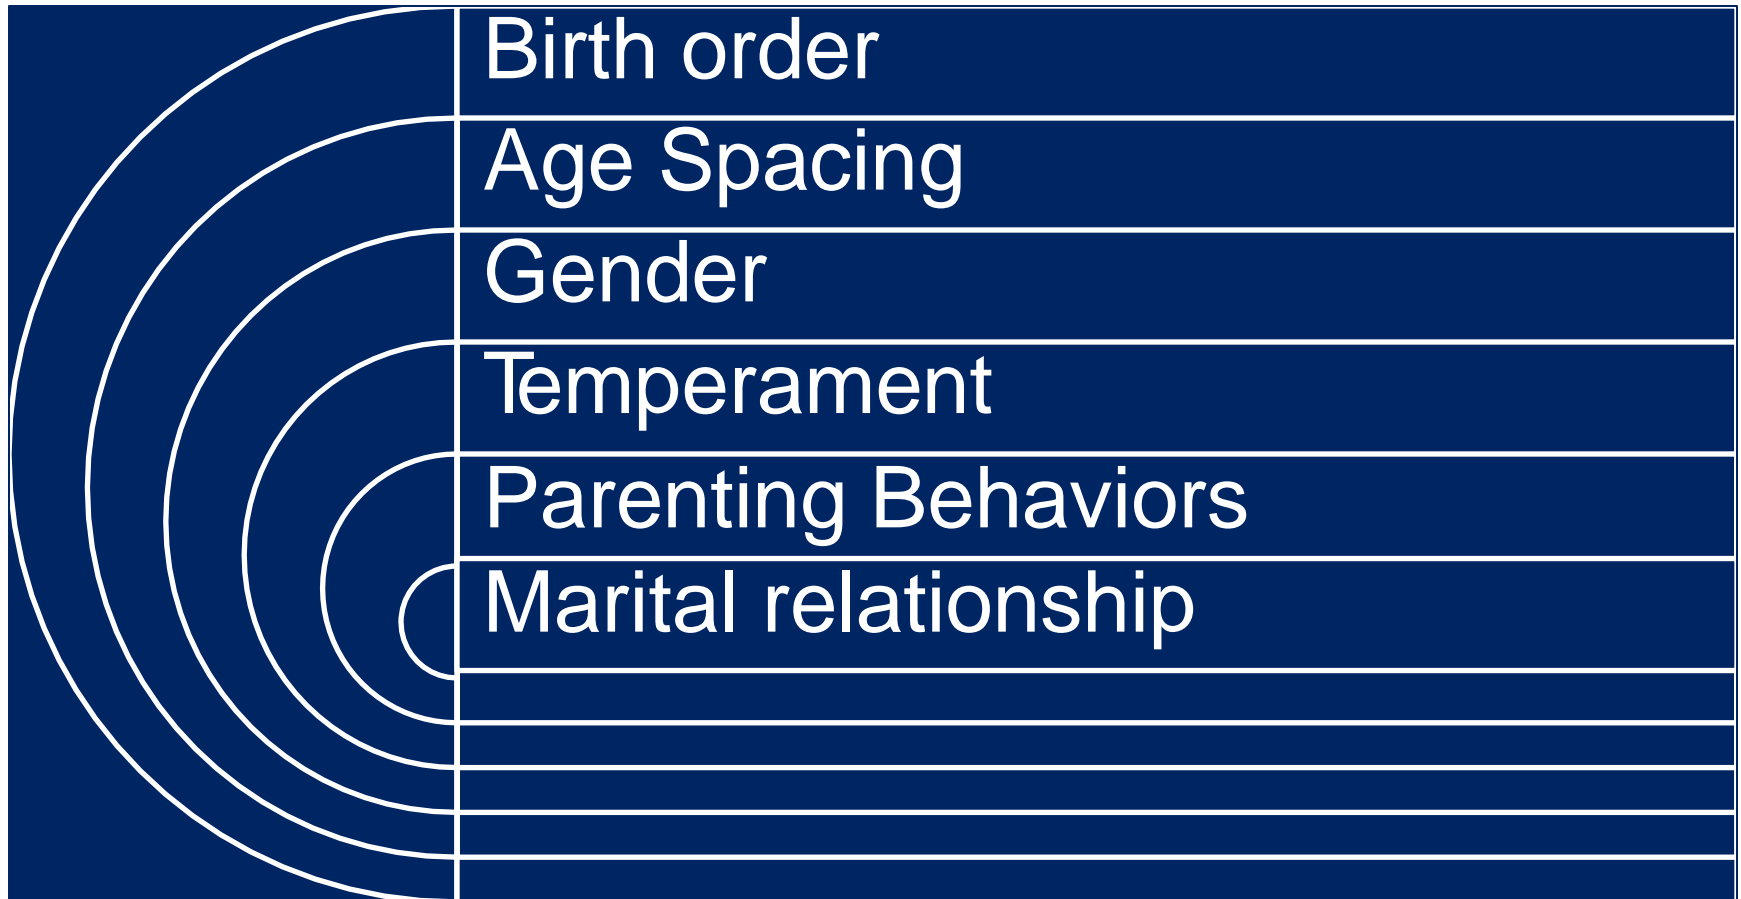 Birth order
Age Spacing
Gender
Temperament
Parenting Behaviors
Marital relationship